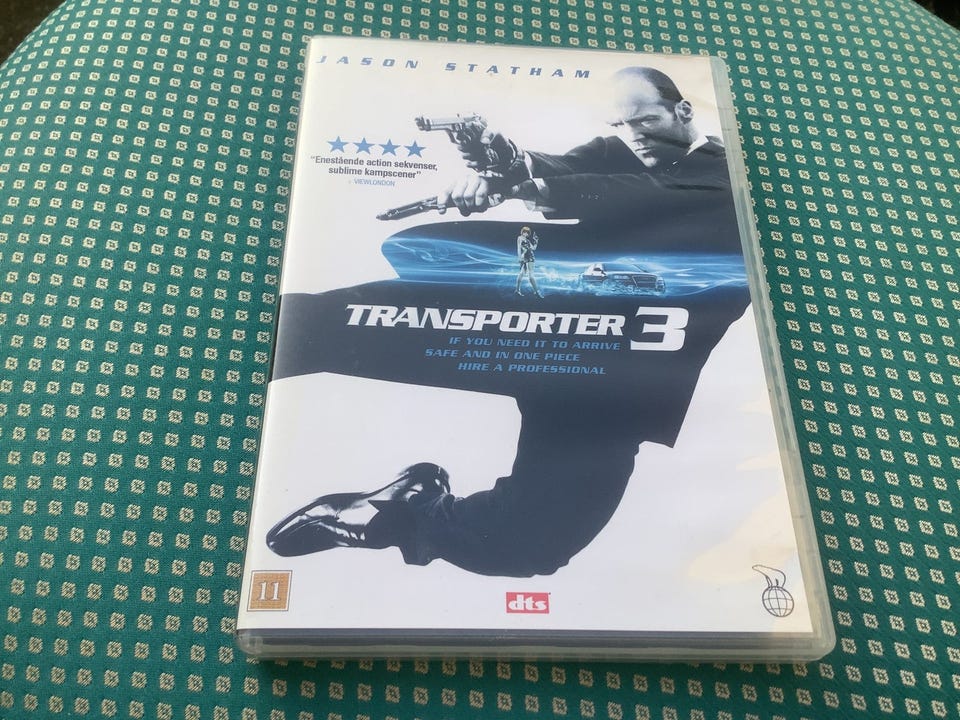 JASON STATHAM
"Enestående action sekvenser,
sublime kampscener"
VIEWLONDON
TRANSPORTER 3
IF YOU NEED IT TO ARRIVE
SAFE AND IN ONE PIECE
HIRE A PROFESSIONAL
11
dts